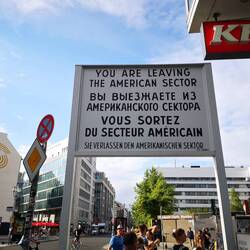 YOU ARE LEAVING
THE AMERICAN SECTOR
ВЫ ВЫЕЗЖАЕТЕ ИЗ
АМЕРИКАНСКОГО СЕКТОРА
VOUS SORTEZ
DU SECTEUR AMÉRICAIN
SIE VERLASSEN DEN AMERIKANISCHEN SEKTOR